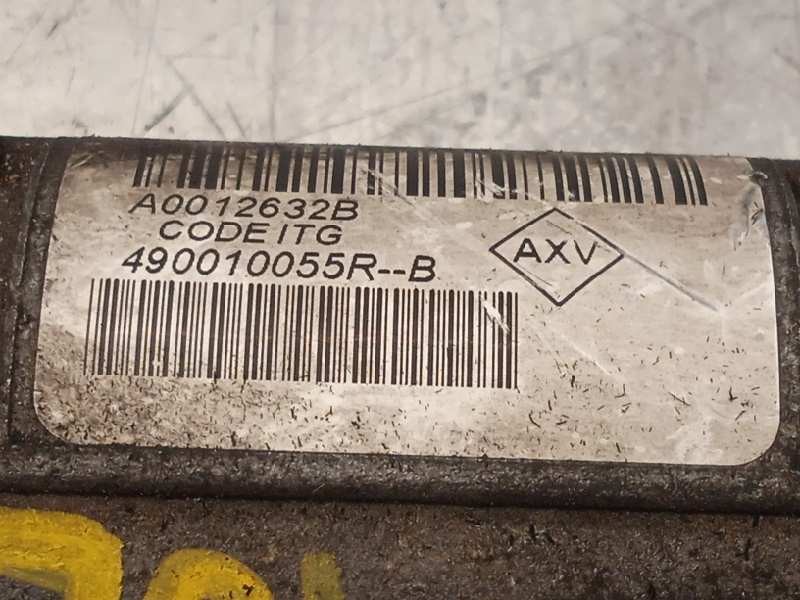 A0012632B
CODE ITG
490010055R--B
AXV